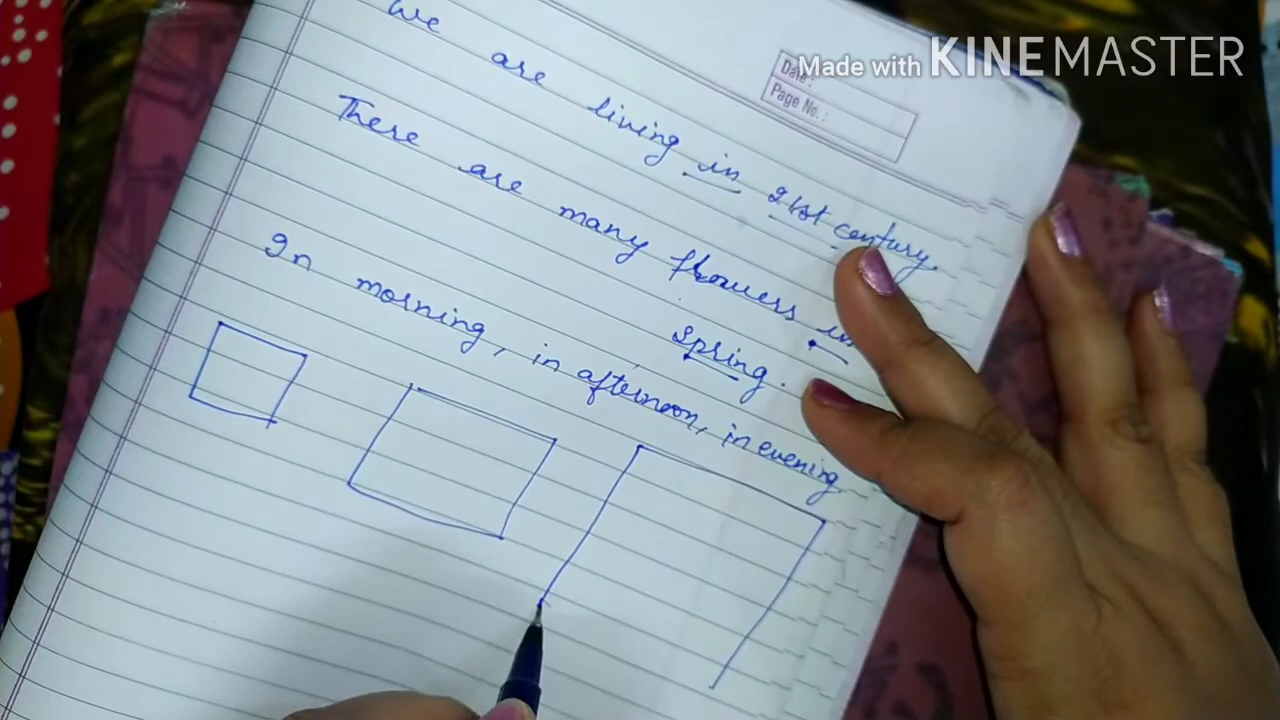 Made with KINEMASTER
Date :
Page No. :
We are living in 21st century.
There are many flowers in
spring.
In morning, in afternoon, in evening